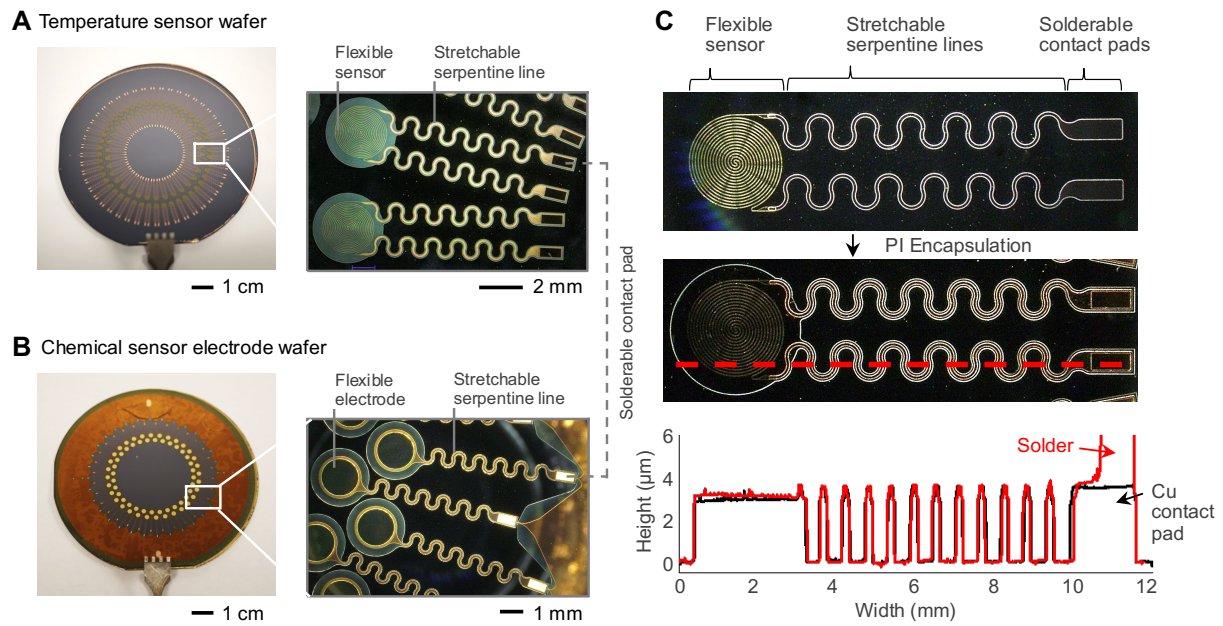 A Temperature sensor wafer
Flexible
sensor
Stretchable
serpentine line
1 cm
2 mm
Solderable contact pad
B Chemical sensor electrode wafer
Flexible
electrode
Stretchable
serpentine line
1 cm
1 mm
C
Flexible
sensor
Stretchable
serpentine lines
Solderable
contact pads
PI Encapsulation
Height (µm)
6
4
2
0
Solder
Cu
contact
pad
0 2 4 6 8 10 12
Width (mm)